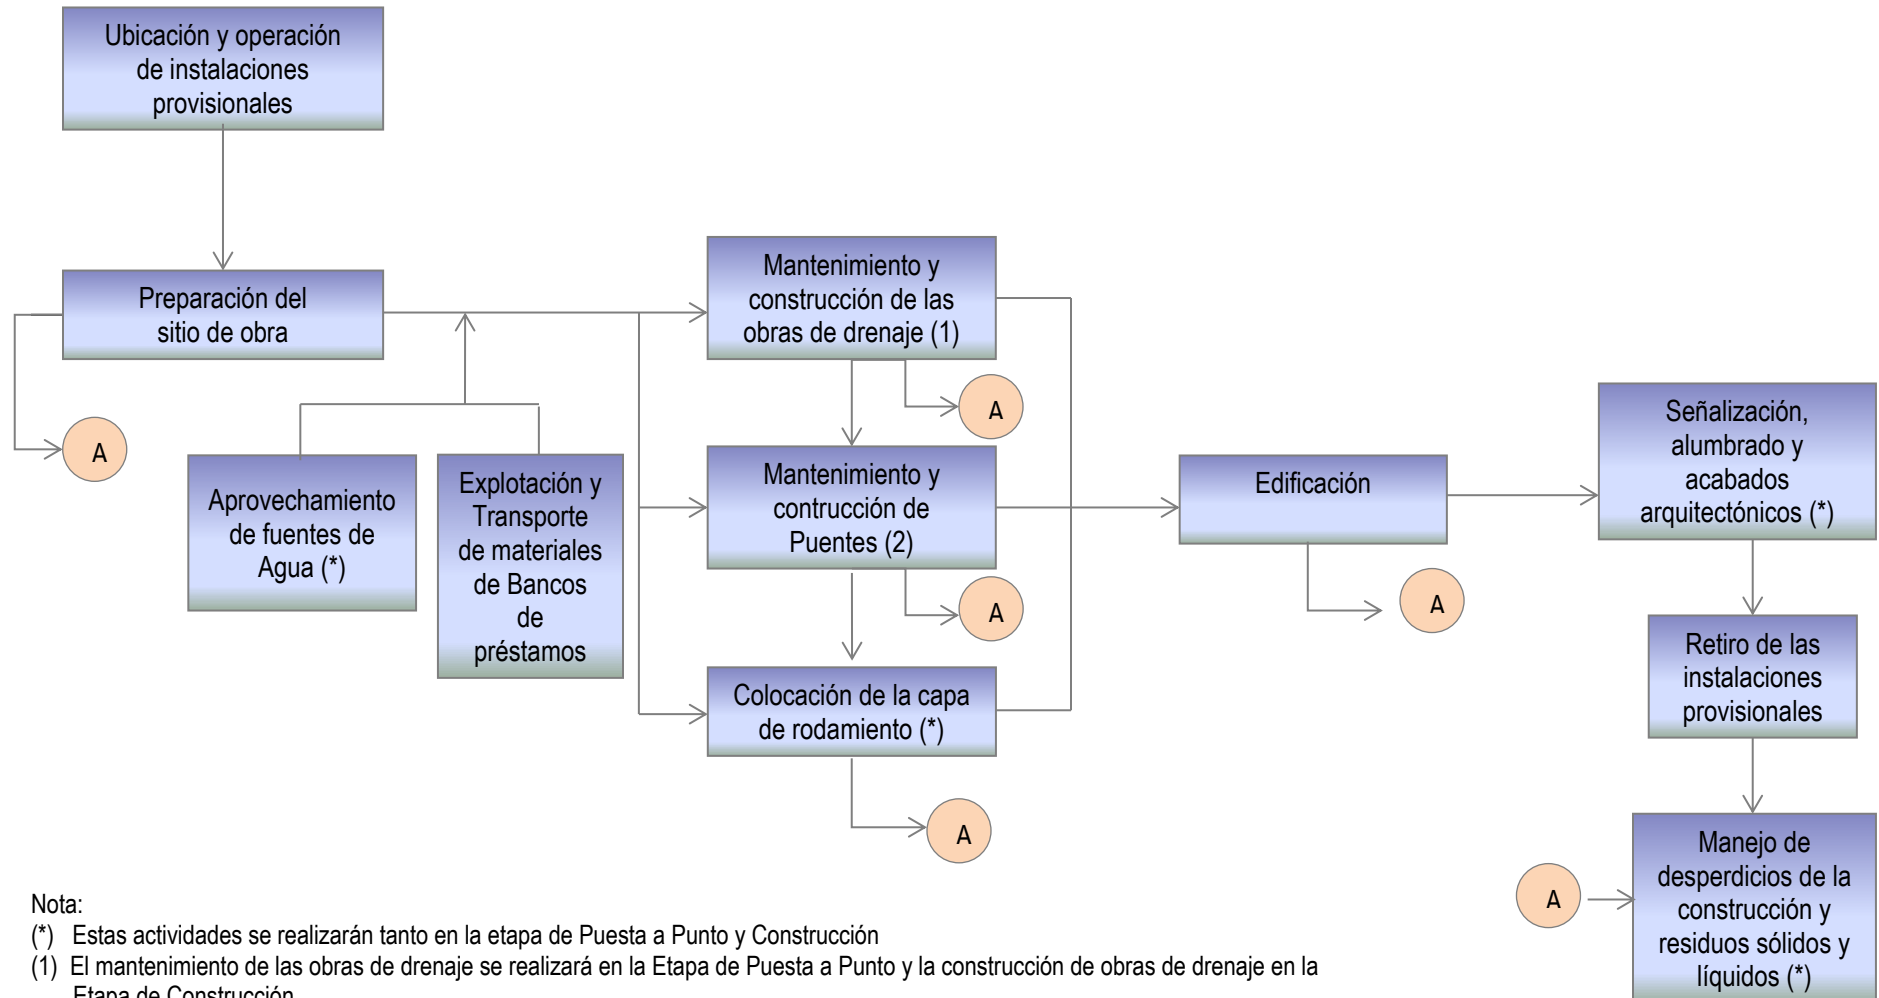 Ubicación y operación
de instalaciones
provisionales
Preparación del
sitio de obra
A
Aprovechamiento
de fuentes de
Agua (*)
Explotación y
Transporte
de materiales
de Bancos
de
préstamos
Mantenimiento y
construcción de las
obras de drenaje (1)
A
Mantenimiento y
contrucción de
Puentes (2)
A
Colocación de la capa
de rodamiento (*)
A
Edificación
A
Señalización,
alumbrado y
acabados
arquitectónicos (*)
Retiro de las
instalaciones
provisionales
A
Manejo de
desperdicios de la
construcción y
residuos sólidos y
líquidos (*)
Nota:
(*) Estas actividades se realizarán tanto en la etapa de Puesta a Punto y Construcción
(1) El mantenimiento de las obras de drenaje se realizará en la Etapa de Puesta a Punto y la construcción de obras de drenaje en la
Etapa de Construcción